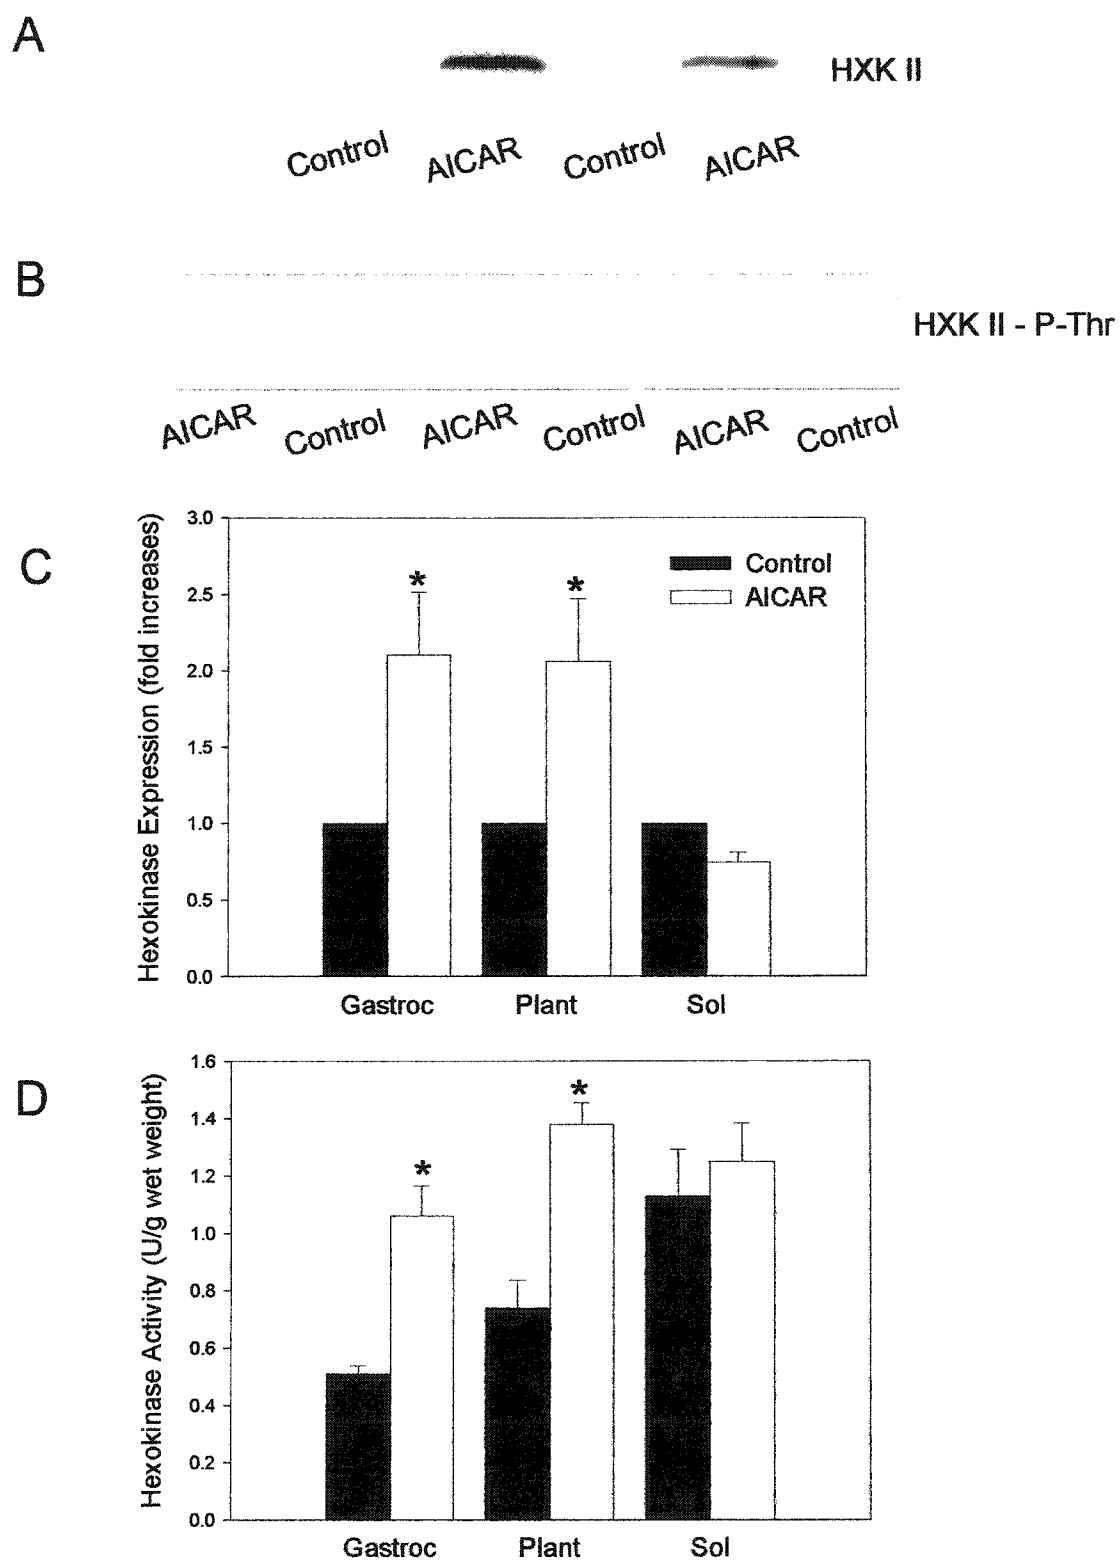 A
HXK II
Control AICAR Control AICAR
B
HXK II - P-Thr
AICAR Control AICAR Control AICAR Control
C
Hexokinase Expression (fold increases)
3.0
2.5
2.0
1.5
1.0
0.5
0.0
* *
Control
AICAR
Gastroc Plant Sol
D
Hexokinase Activity (U/g wet weight)
1.6
1.4
1.2
1.0
0.8
0.6
0.4
0.2
0.0
*
*
Gastroc Plant Sol